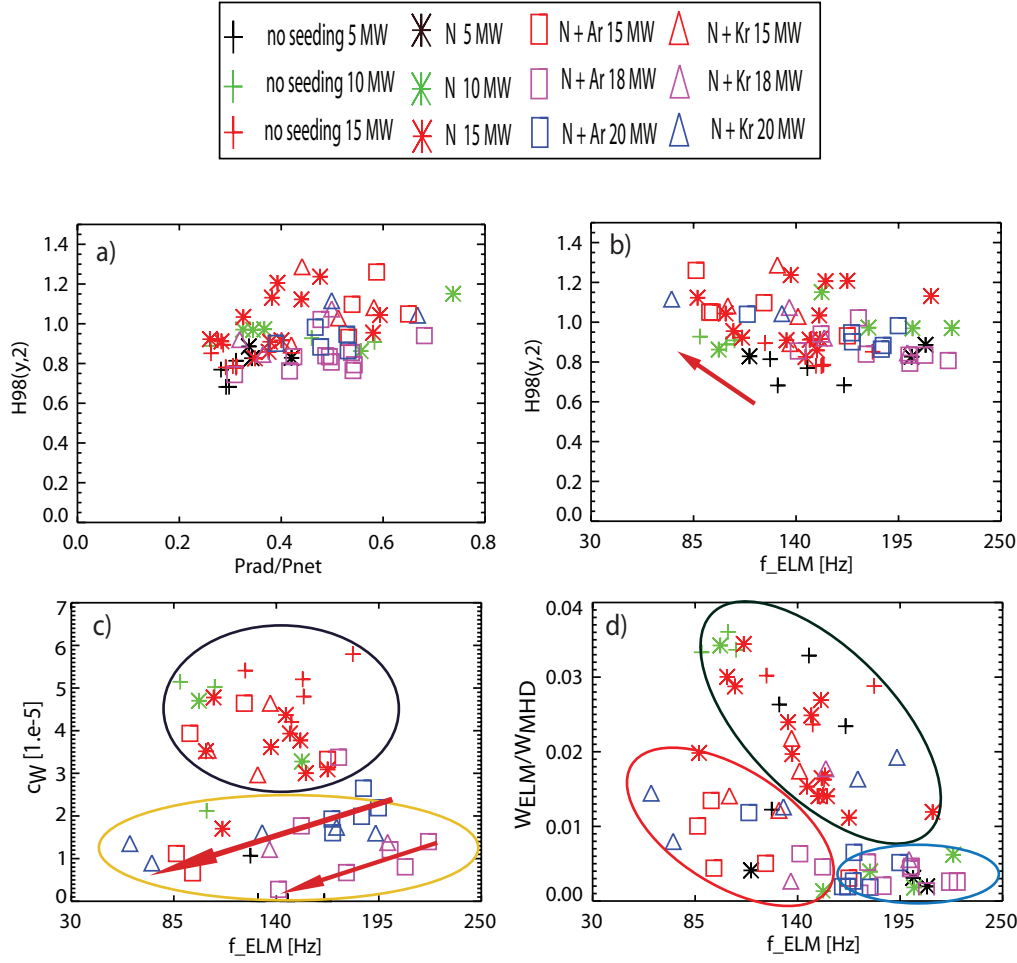 no seeding 5 MW N 5 MW N + Ar 15 MW N + Kr 15 MW
no seeding 10 MW N 10 MW N + Ar 18 MW N + Kr 18 MW
no seeding 15 MW N 15 MW N + Ar 20 MW N + Kr 20 MW
a)
H98(y,2)
1.4
1.2
1.0
0.8
0.6
0.4
0.2
0.0
0.0 0.2 0.4 0.6 0.8
Prad/Pnet
b)
H98(y,2)
1.4
1.2
1.0
0.8
0.6
0.4
0.2
0.0
30 85 140 195 250
f_ELM [Hz]
c)
cW [1.e-5]
7
6
5
4
3
2
1
0
30 85 140 195 250
f_ELM [Hz]
d)
WELM/WMHD
0.04
0.03
0.02
0.01
0.00
30 85 140 195 250
f_ELM [Hz]